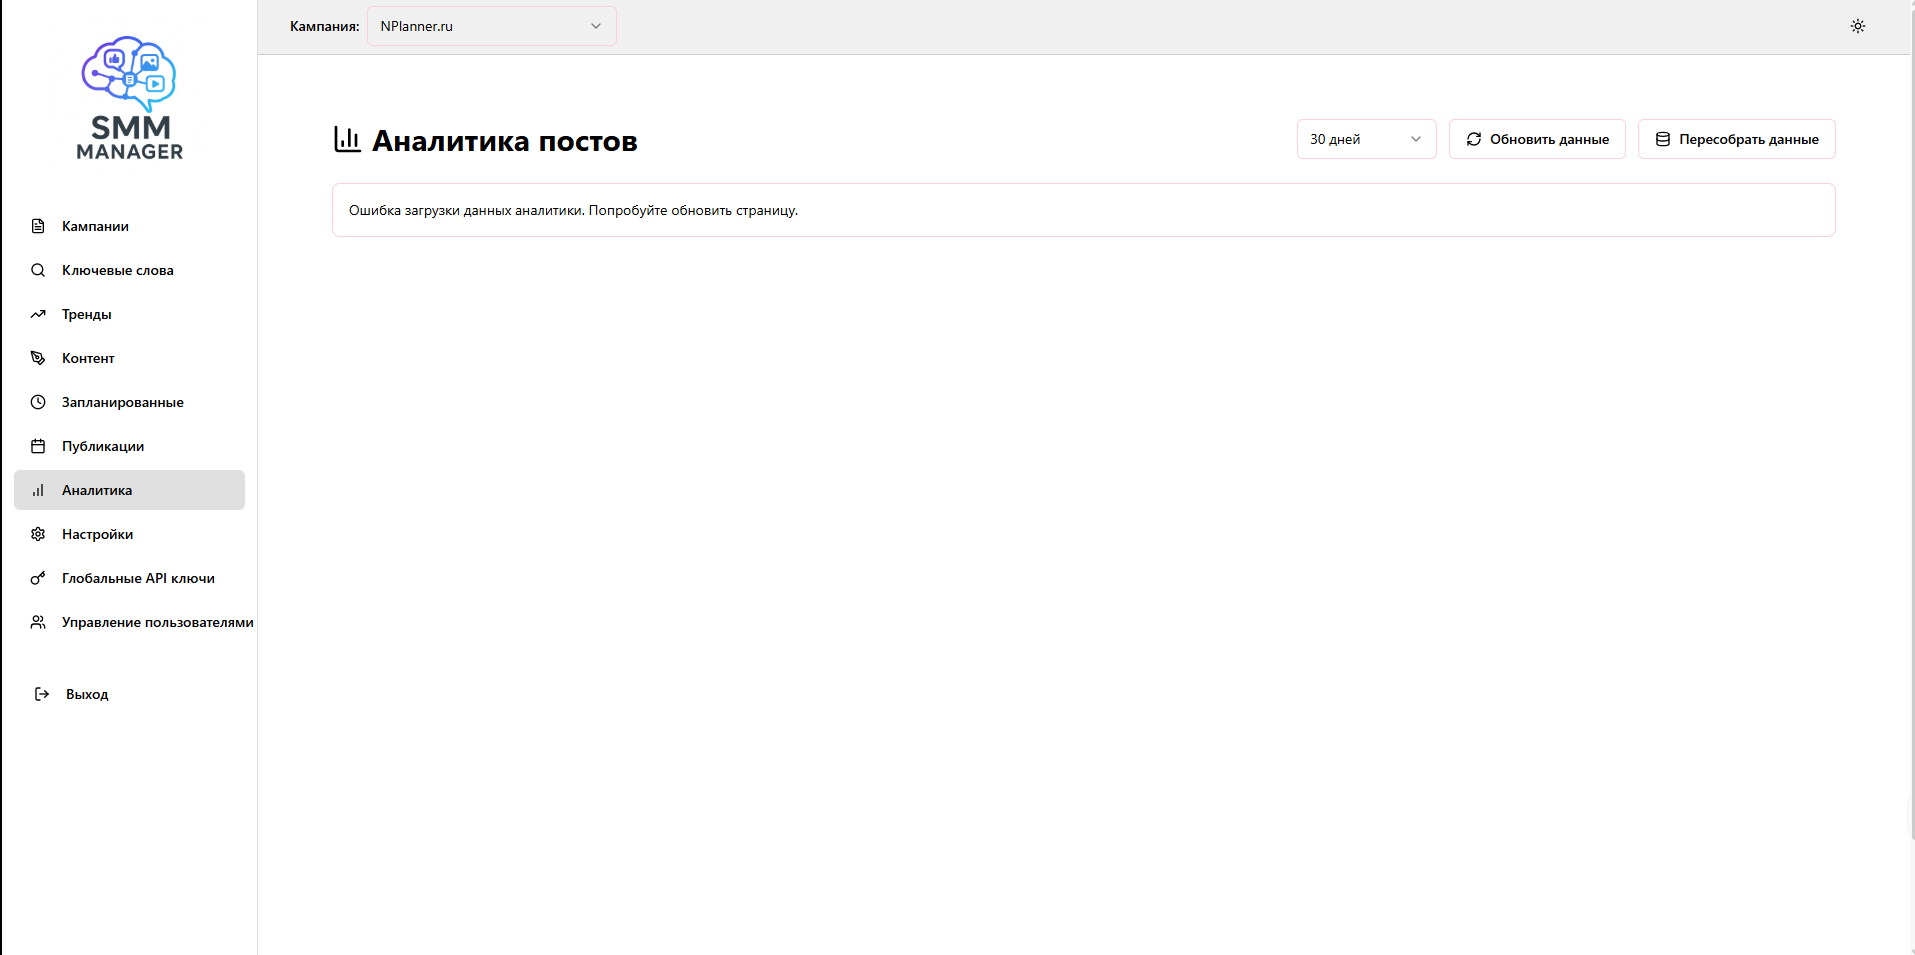 SMM
MANAGER
Кампания:
NPlanner.ru
Кампании
Ключевые слова
Тренды
Контент
Запланированные
Публикации
Аналитика
Настройки
Глобальные API ключи
Управление пользователями
Выход
Аналитика постов
30 дней
Обновить данные
Пересобрать данные
Ошибка загрузки данных аналитики. Попробуйте обновить страницу.